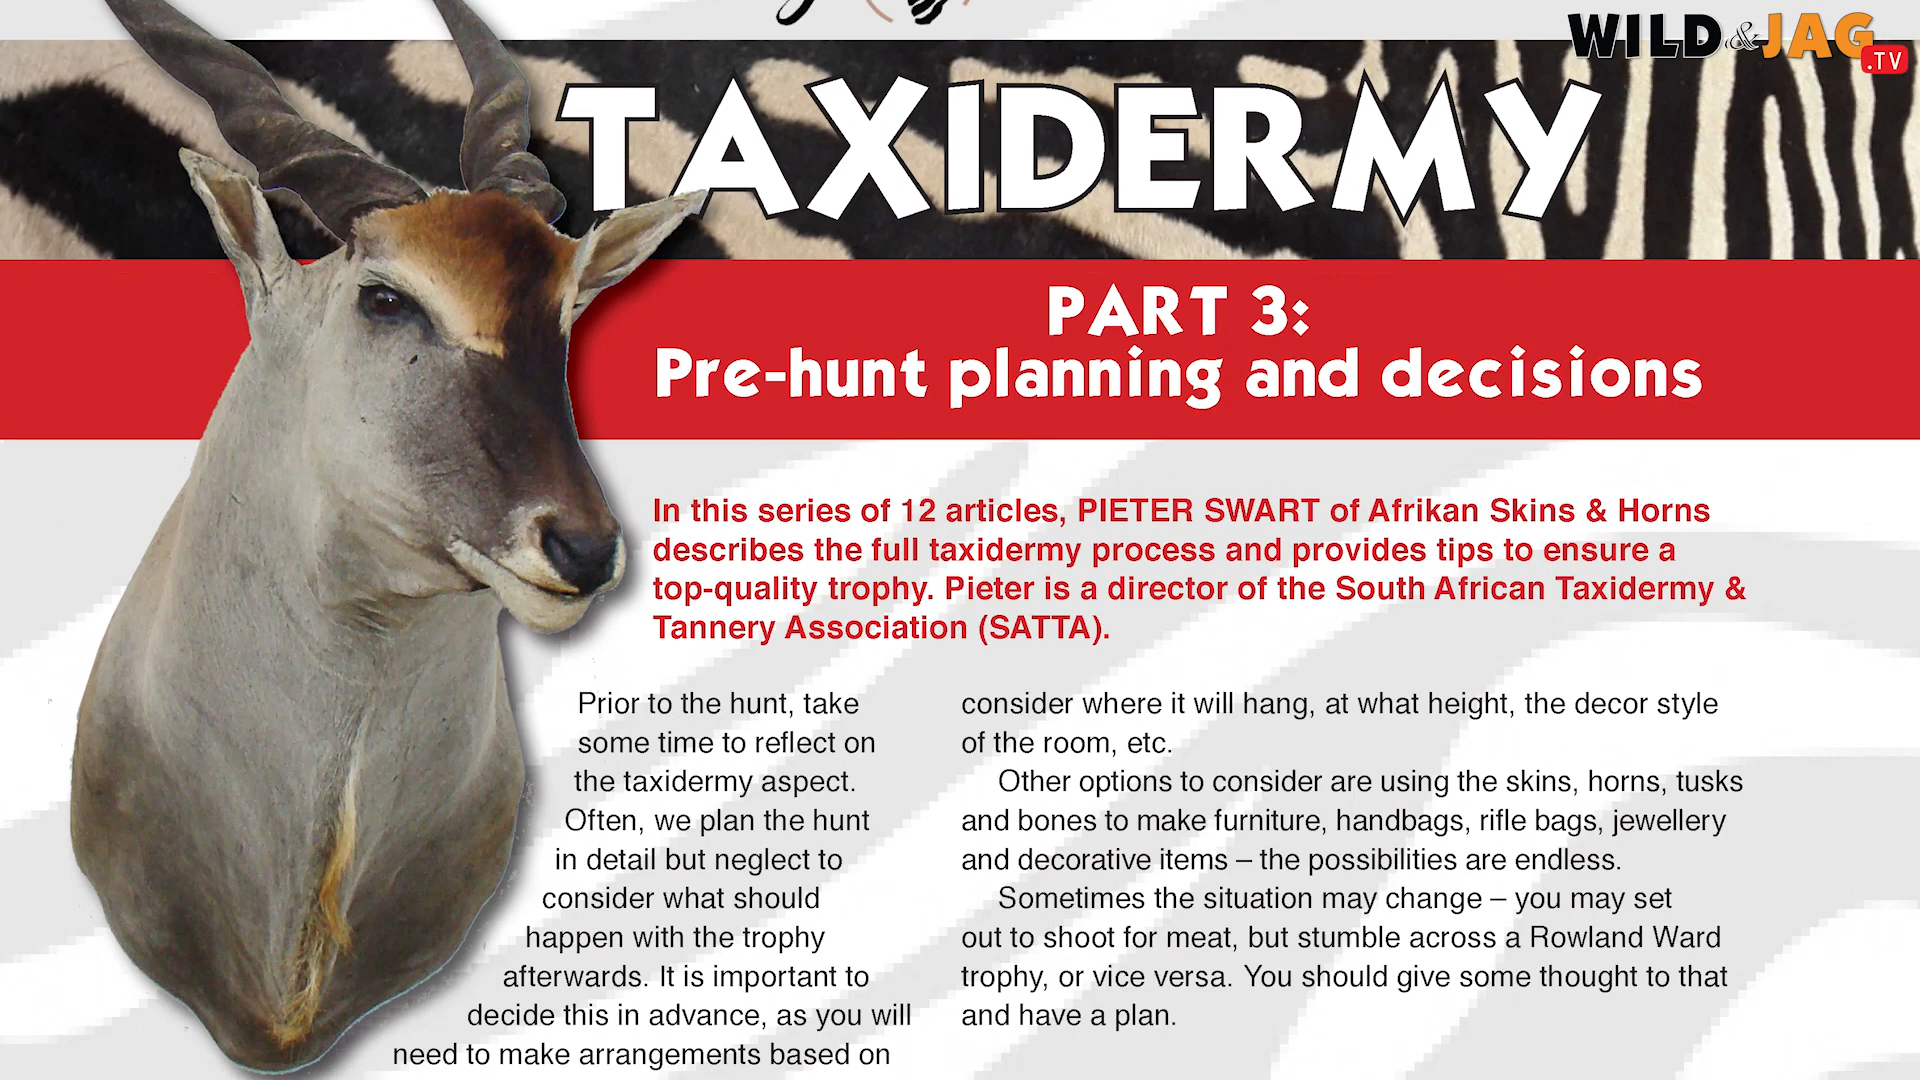 WILD & JAG
.TV
TAXIDERMY
PART 3:
Pre-hunt planning and decisions
In this series of 12 articles, PIETER SWART of Afrikan Skins & Horns
describes the full taxidermy process and provides tips to ensure a
top-quality trophy. Pieter is a director of the South African Taxidermy &
Tannery Association (SATTA).
Prior to the hunt, take
some time to reflect on
the taxidermy aspect.
Often, we plan the hunt
in detail but neglect to
consider what should
happen with the trophy
afterwards. It is important to
decide this in advance, as you will
need to make arrangements based on
consider where it will hang, at what height, the decor style
of the room, etc.
Other options to consider are using the skins, horns, tusks
and bones to make furniture, handbags, rifle bags, jewellery
and decorative items – the possibilities are endless.
Sometimes the situation may change – you may set
out to shoot for meat, but stumble across a Rowland Ward
trophy, or vice versa. You should give some thought to that
and have a plan.